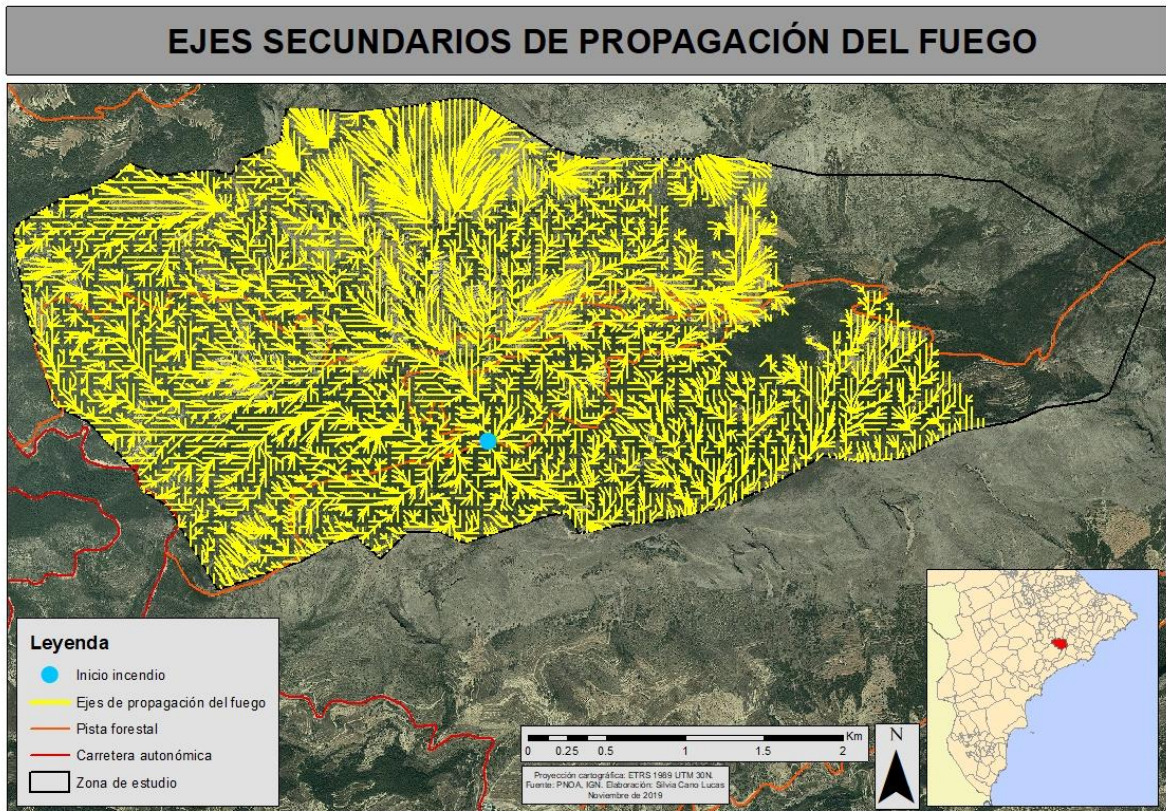 EJES SECUNDARIOS DE PROPAGACIÓN DEL FUEGO
Leyenda
Inicio incendio
Ejes de propagación del fuego
Pista forestal
Carretera autonómica
Zona de estudio
Km
0 0.25 0.5 1 1.5 2
Proyección cartográfica: ETRS 1989 UTM 30N.
Fuente: PNOA, IGN. Elaboración: Silvia Cano Lucas
Noviembre de 2019
N